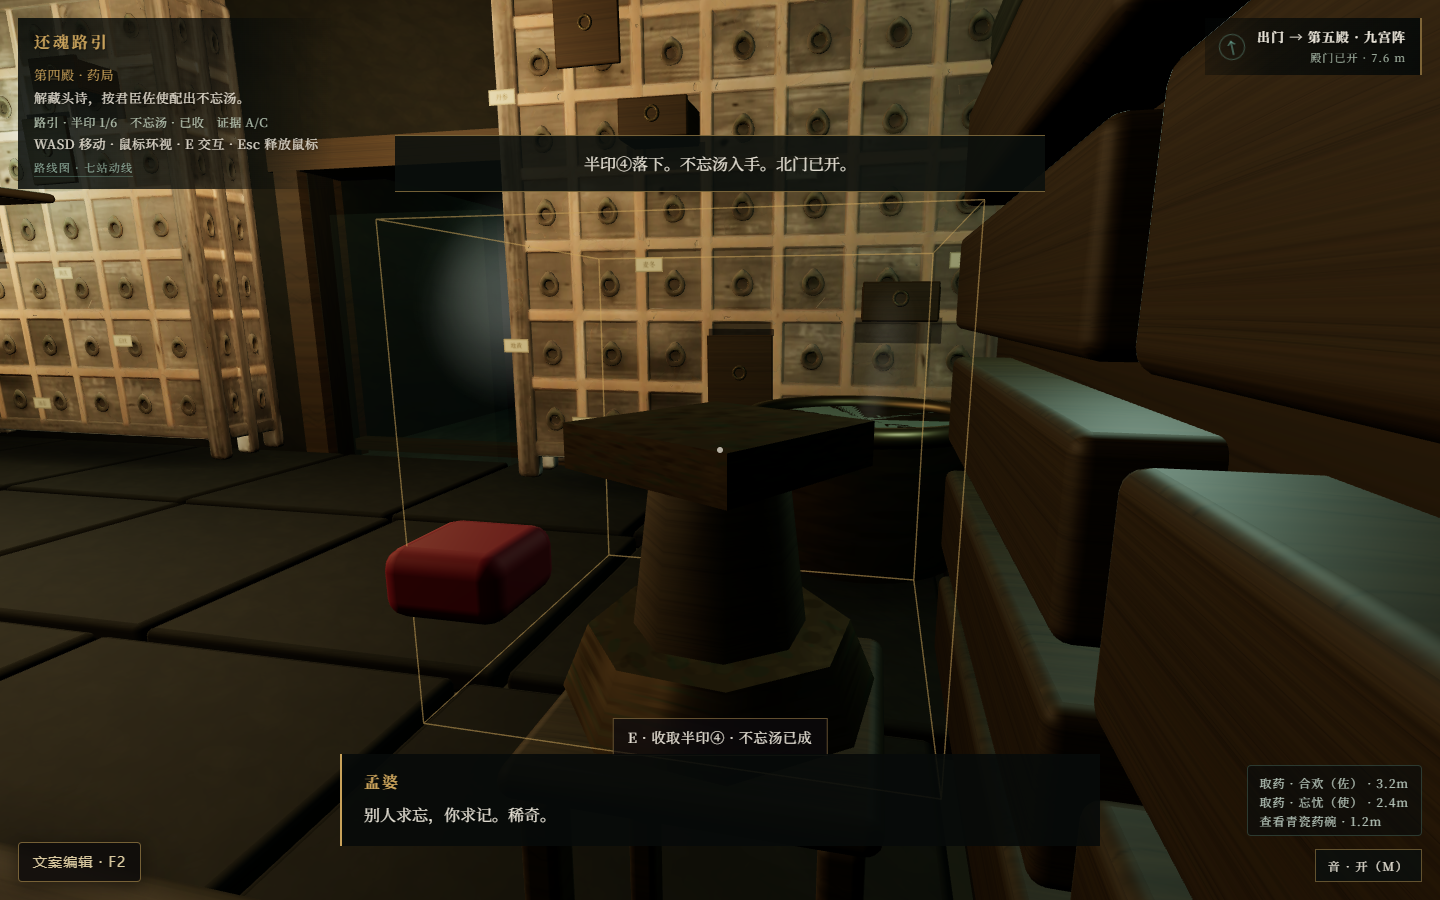 还魂路引
第四殿 · 药局
解藏头诗，按君臣佐使配出不忘汤。
路引 · 半印 1/6 不忘汤 · 已收 证据 A/C
WASD 移动 · 鼠标环视 · E 交互 · Esc 释放鼠标
路线图 · 七站动线
出门 → 第五殿 · 九宫阵
殿门已开 · 7.6 m
半印④落下。不忘汤入手。北门已开。
E · 收取半印④ · 不忘汤已成
孟婆
别人求忘，你求记。稀奇。
取药 · 合欢（佐） · 3.2m
取药 · 忘忧（使） · 2.4m
查看青瓷药碗 · 1.2m
文案编辑 · F2
音 · 开（M）